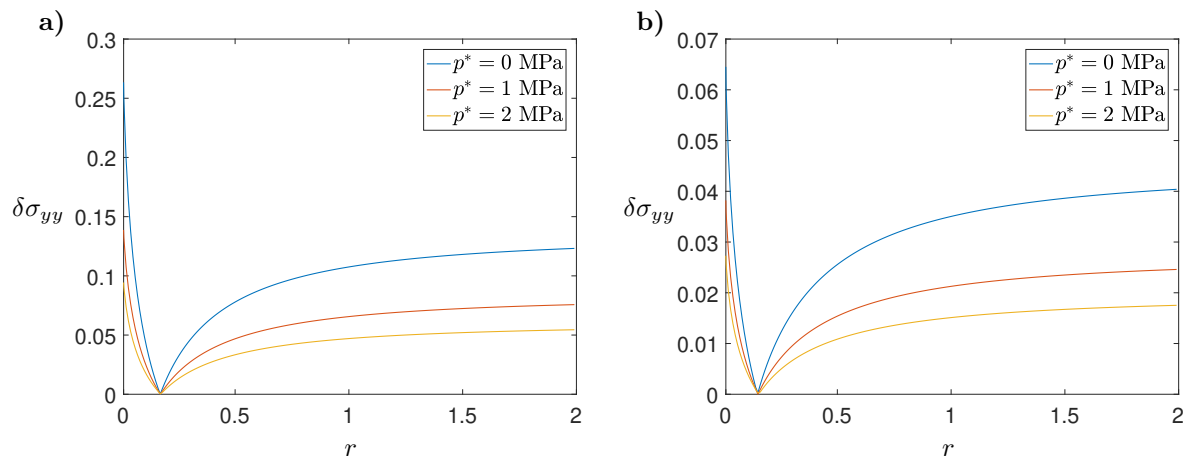 a)
0.3
0.25
0.2
0.15
0.1
0.05
0
δσyy
0 0.5 1 1.5 2
r
p* = 0 MPa
p* = 1 MPa
p* = 2 MPa
b)
0.07
0.06
0.05
0.04
0.03
0.02
0.01
0
δσyy
0 0.5 1 1.5 2
r
p* = 0 MPa
p* = 1 MPa
p* = 2 MPa